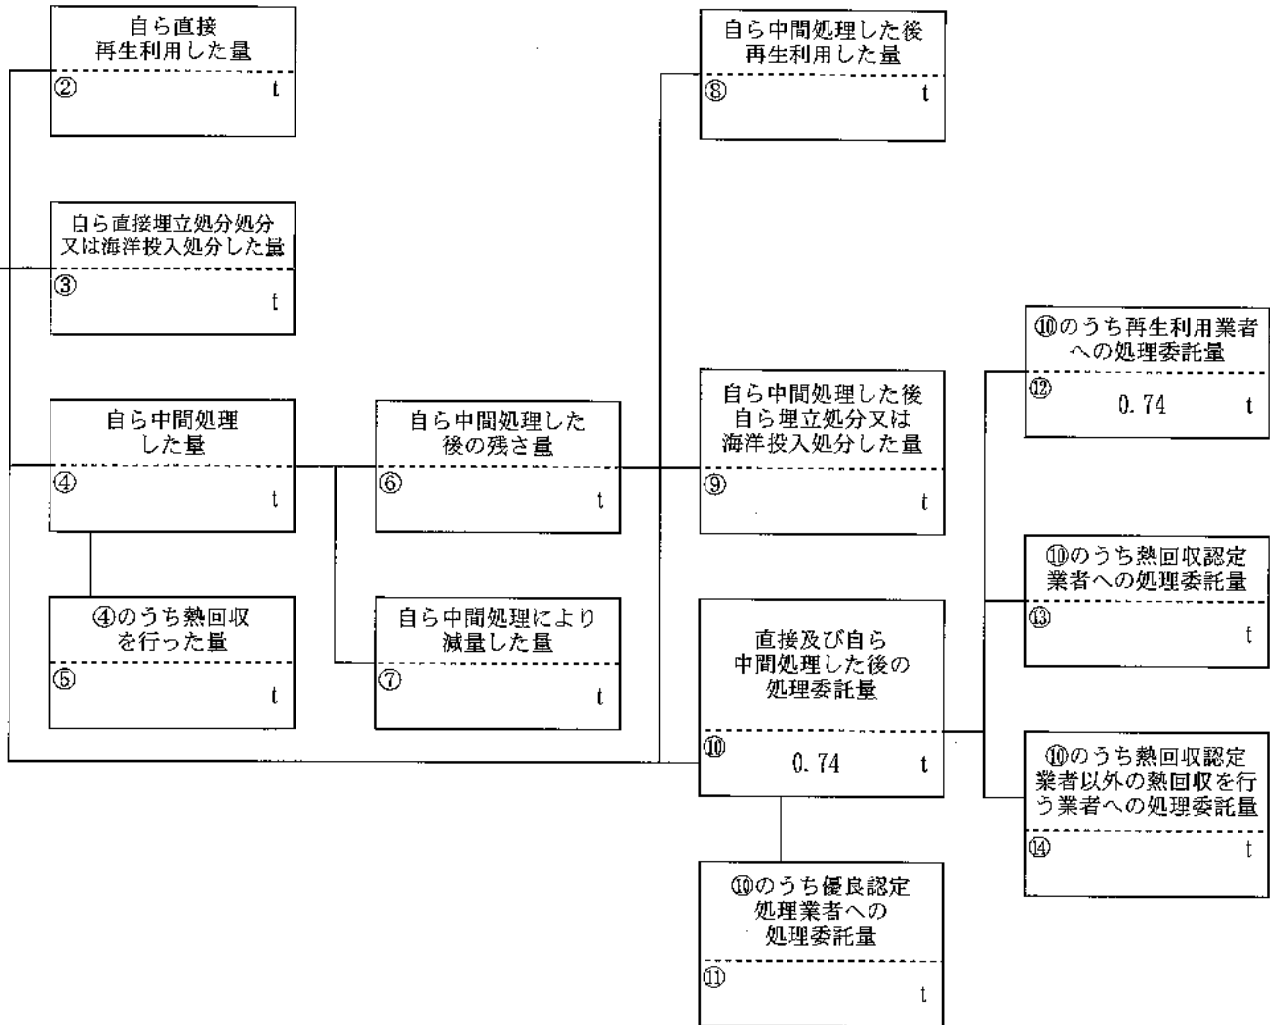 自ら直接
再生利用した量
② t
自ら中間処理した後
再生利用した量
⑧ t
自ら直接埋立処分処分
又は海洋投入処分した量
③ t
⑩のうち再生利用業者
への処理委託量
⑫ 0.74 t
自ら中間処理
した量
④ t
自ら中間処理した
後の残さ量
⑥ t
自ら中間処理した後
自ら埋立処分又は
海洋投入処分した量
⑨ t
⑩のうち熱回収認定
業者への処理委託量
⑬ t
④のうち熱回収
を行った量
⑤ t
自ら中間処理により
減量した量
⑦ t
直接及び自ら
中間処理した後の
処理委託量
⑩ 0.74 t
⑩のうち熱回収認定
業者以外の熱回収を行
う業者への処理委託量
⑭ t
⑩のうち優良認定
処理業者への
処理委託量
⑪ t